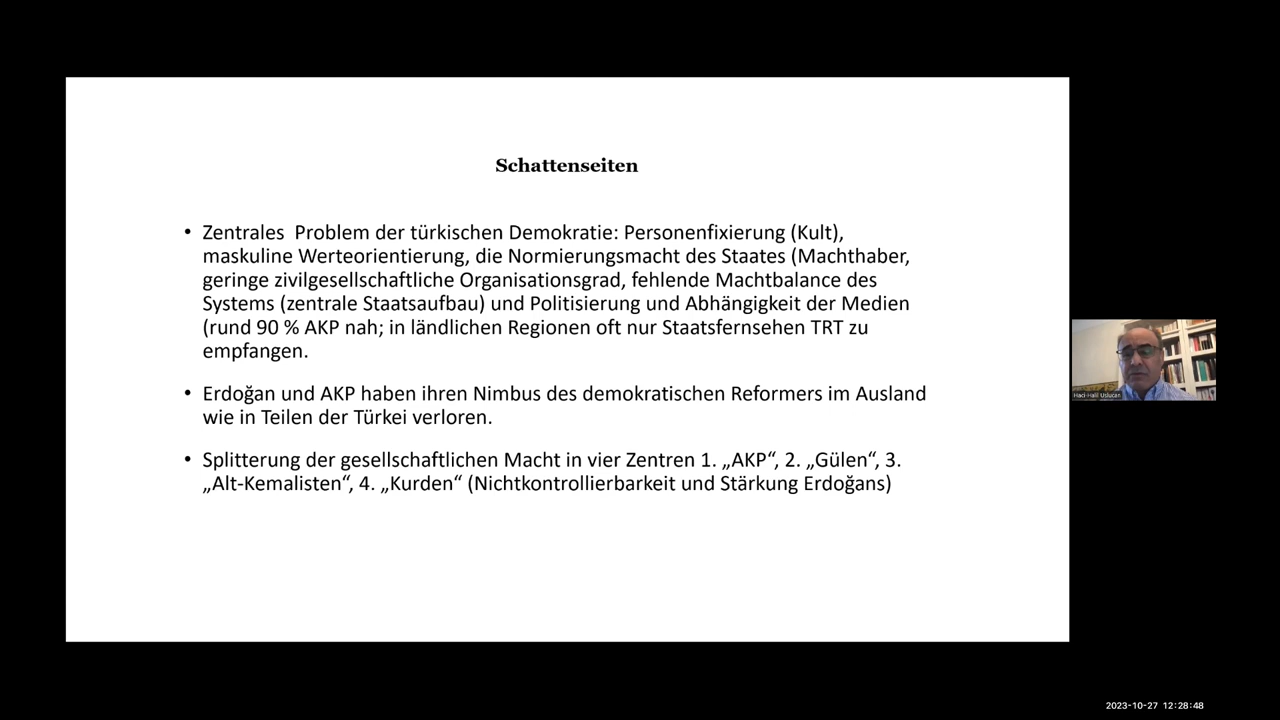 Schattenseiten
• Zentrales  Problem der türkischen Demokratie: Personenfixierung (Kult),
maskuline Werteorientierung, die Normierungsmacht des Staates (Machthaber,
geringe zivilgesellschaftliche Organisationsgrad, fehlende Machtbalance des
Systems (zentrale Staatsaufbau) und Politisierung und Abhängigkeit der Medien
(rund 90 % AKP nah; in ländlichen Regionen oft nur Staatsfernsehen TRT zu
empfangen.
• Erdoğan und AKP haben ihren Nimbus des demokratischen Reformers im Ausland
wie in Teilen der Türkei verloren.
• Splitterung der gesellschaftlichen Macht in vier Zentren 1. „AKP“, 2. „Gülen“, 3.
„Alt-Kemalisten“, 4. „Kurden“ (Nichtkontrollierbarkeit und Stärkung Erdoğans)
Haci-Halil Uslucan
2023-10-27 12:28:48